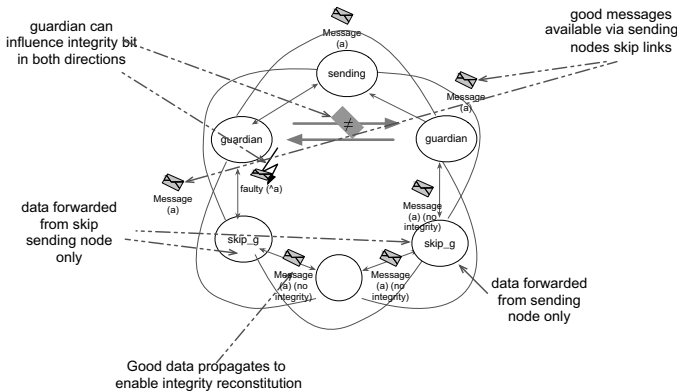 guardian can
influence integrity bit
in both directions
good messages
available via sending
nodes skip links
Message
(a)
sending
Message
(a)
guardian
≠
guardian
Message
(a)
faulty (^a)
Message
(a) (no
integrity)
data forwarded
from skip
sending node
only
skip_g
skip_g
Message
(a) (no
integrity)
Message
(a) (no
integrity)
data forwarded
from sending
node only
Good data propagates to
enable integrity reconstitution